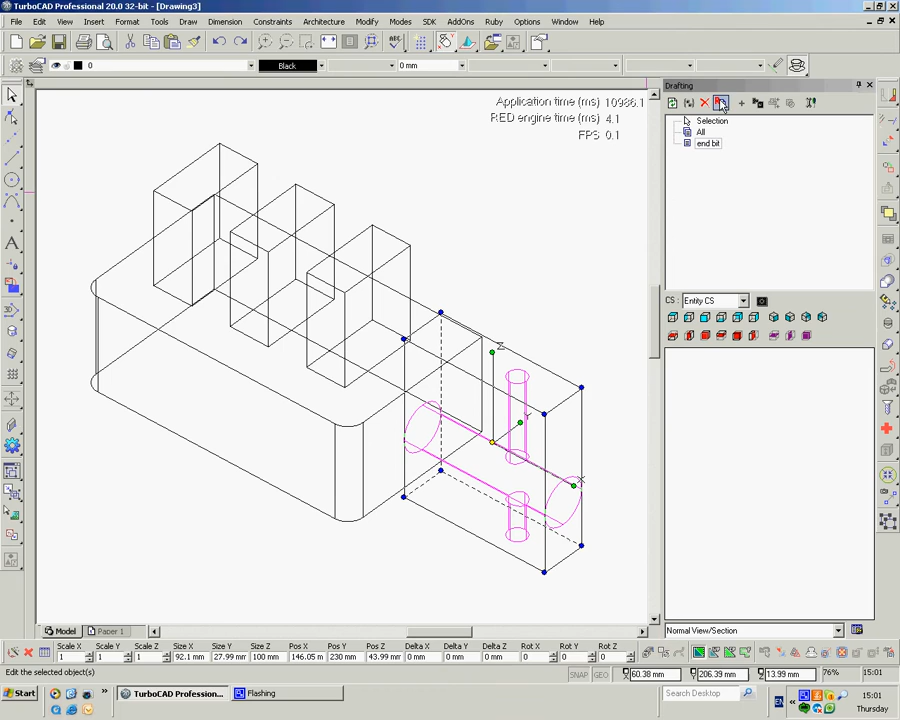 TurboCAD Professional 20.0 32-bit - [Drawing3]
File Edit View Insert Format Tools Draw Dimension Constraints Architecture Modify Modes SDK AddOns Ruby Options Window Help
0 Black 0 mm
Application time (ms) 10986.1
RED engine time (ms) 4.1
FPS 0.1
Z
Y
X
Drafting
Selection
All
end bit
CS : Entity CS
Normal View/Section
Model Paper 1
Scale X Scale Y Scale Z Size X Size Y Size Z Pos X Pos Y Pos Z Delta X Delta Y Delta Z Rot X Rot Y Rot Z
1 1 1 92.1 mm 27.99 mm 100 mm 146.05 m 230 mm 43.99 mm 0 mm 0 mm 0 mm 0 0 0
Edit the selected object(s) SNAP GEO 60.38 mm 206.39 mm 13.99 mm 76% 15:01
Start TurboCAD Profession... Flashing Search Desktop EN 15:01
Thursday